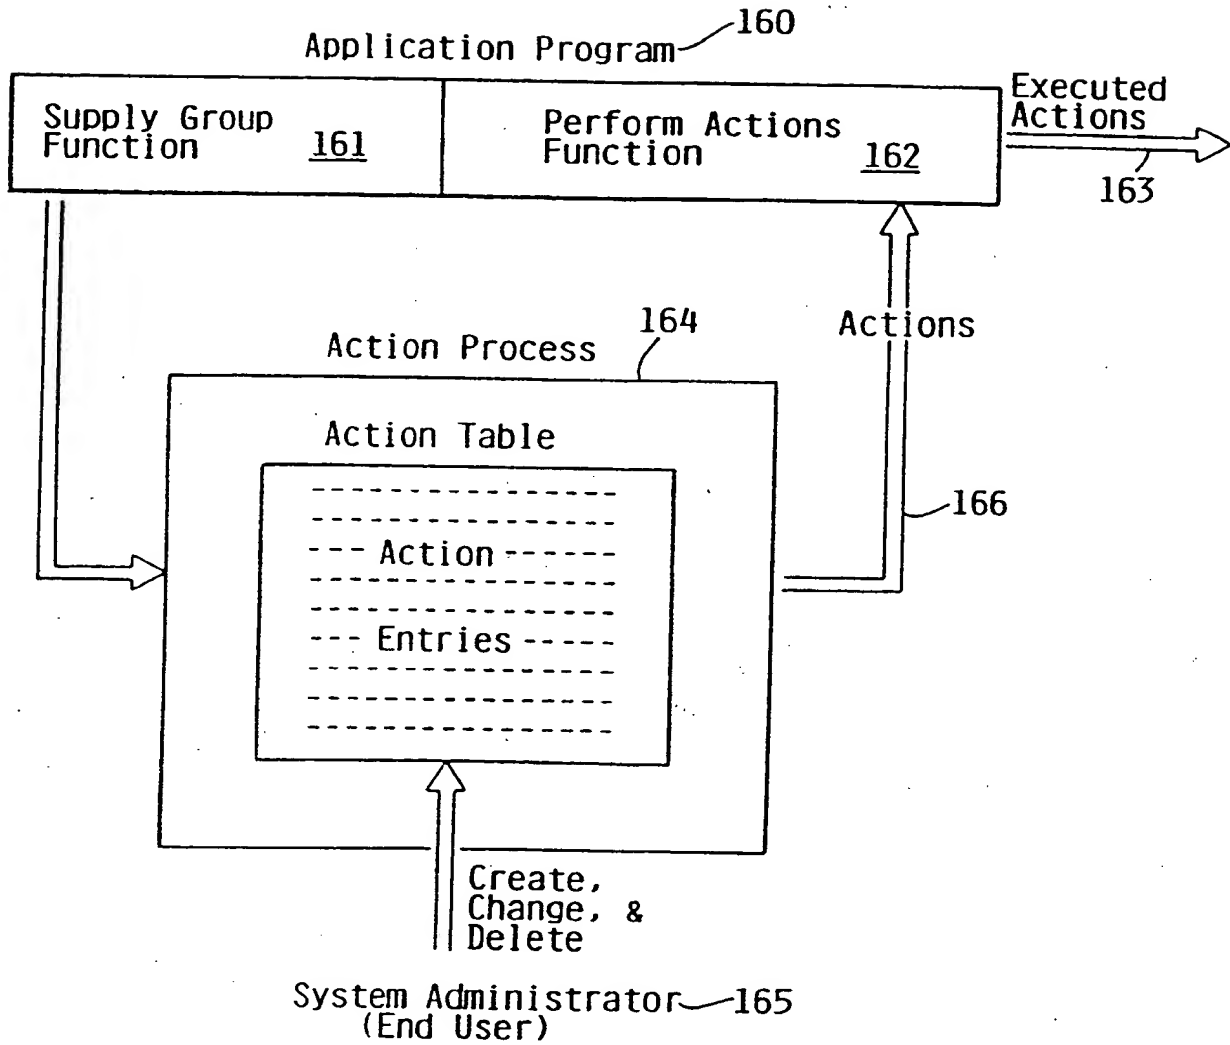 160
Application Program
Supply Group
Function 161
Perform Actions
Function 162
Executed
Actions
163
164
Actions
Action Process
Action Table
Action
Entries
166
Create,
Change, &
Delete
System Administrator 165
(End User)